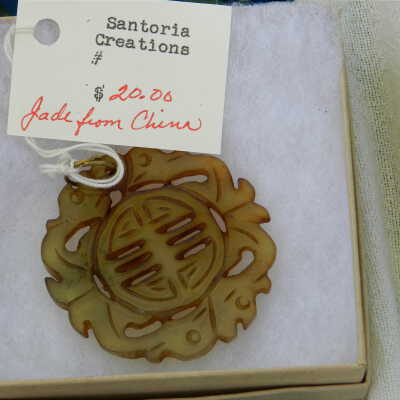 Santoria
Creations
#
$ 20.00
Jade from China